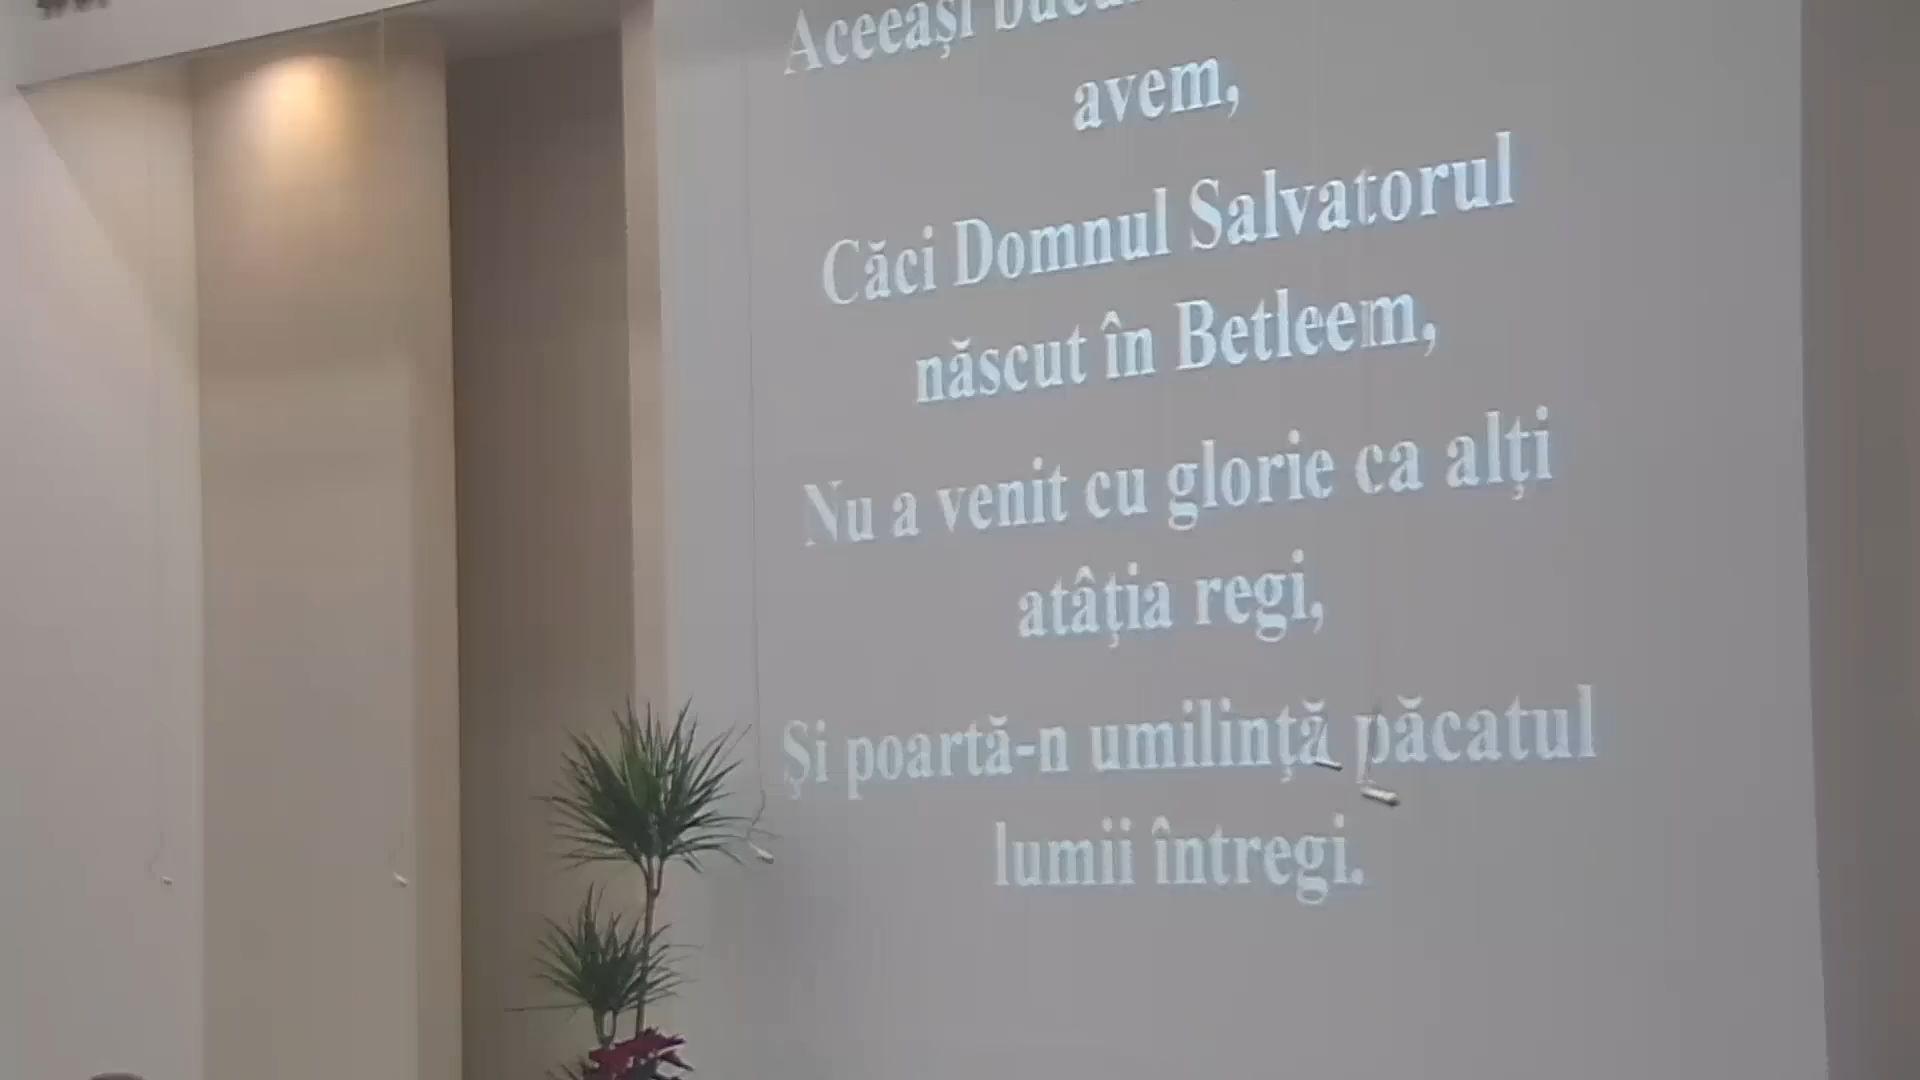 Aceeași
avem,
Căci Domnul Salvatorul
născut în Betleem,
Nu a venit cu glorie ca alți
atâția regi,
Și poartă-n umilință păcatul
lumii întregi.